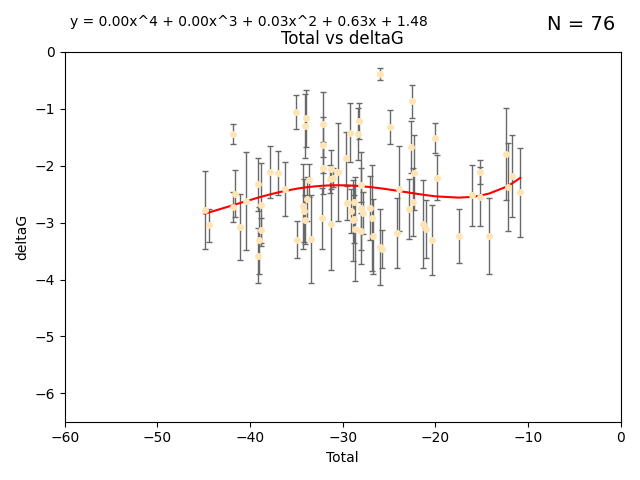 y = 0.00x^4 + 0.00x^3 + 0.03x^2 + 0.63x + 1.48
N = 76
Total vs deltaG
0
−1
−2
−3
−4
−5
−6
deltaG
−60 −50 −40 −30 −20 −10 0
Total